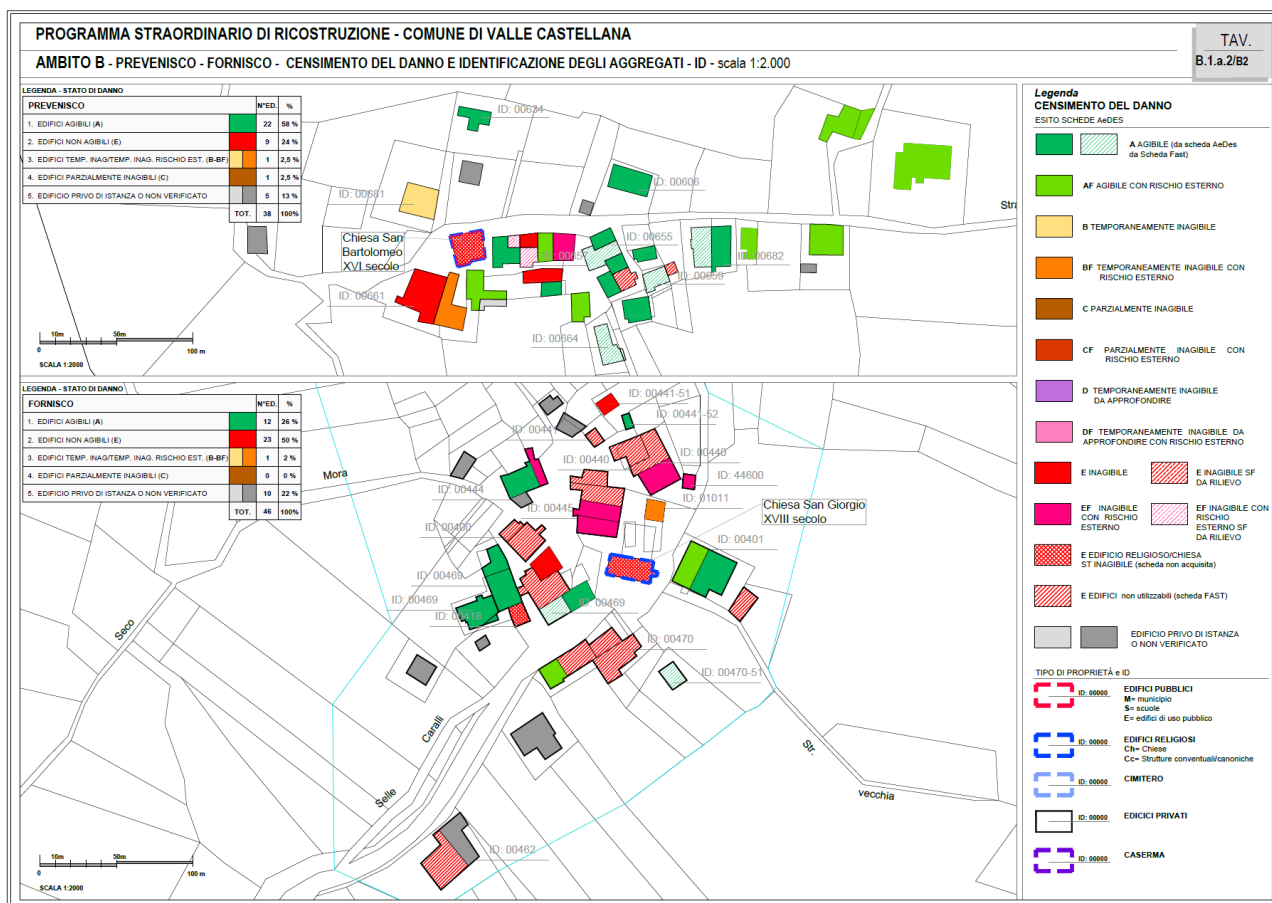 PROGRAMMA STRAORDINARIO DI RICOSTRUZIONE - COMUNE DI VALLE CASTELLANA
AMBITO B - PREVENISCO - FORNISCO - CENSIMENTO DEL DANNO E IDENTIFICAZIONE DEGLI AGGREGATI - ID - scala 1:2.000
TAV.
B.1.a.2/B2
LEGENDA - STATO DI DANNO
PREVENISCO N°ED. %
1. EDIFICI AGIBILI (A) 22 58 %
2. EDIFICI NON AGIBILI (E) 9 24 %
3. EDIFICI TEMP. INAG/TEMP. INAG. RISCHIO EST. (B-BF) 1 2,5 %
4. EDIFICI PARZIALMENTE INAGIBILI (C) 1 2,5 %
5. EDIFICIO PRIVO DI ISTANZA O NON VERIFICATO 5 13 %
TOT. 38 100%
ID: 00634
ID: 00681
ID: 00606
Stra
Chiesa San
Bartolomeo
XVI secolo
ID: 00655
ID: 00682
ID: 00659
ID: 00661
ID: 00664
10m 50m
0 100 m
SCALA 1:2000
LEGENDA - STATO DI DANNO
FORNISCO N°ED. %
1. EDIFICI AGIBILI (A) 12 26 %
2. EDIFICI NON AGIBILI (E) 23 50 %
3. EDIFICI TEMP. INAG/TEMP. INAG. RISCHIO EST. (B-BF) 1 2 %
4. EDIFICI PARZIALMENTE INAGIBILI (C) 0 0 %
5. EDIFICIO PRIVO DI ISTANZA O NON VERIFICATO 10 22 %
TOT. 46 100%
ID: 00441-51
ID: 00441-52
ID: 00440
ID: 00440
Mora
ID: 44600
ID: 00444
ID: 01011
ID: 00445
Chiesa San Giorgio
XVIII secolo
ID: 00400
ID: 00401
ID: 00469
ID: 00469
ID: 00469
ID: 00418
Seco
ID: 00470
ID: 00470-51
Caralli
Str.
Selle
vecchia
ID: 00462
10m 50m
0 100 m
SCALA 1:2000
Legenda
CENSIMENTO DEL DANNO
ESITO SCHEDE AeDES
A AGIBILE (da scheda AeDes
da Scheda Fast)
AF AGIBILE CON RISCHIO ESTERNO
B TEMPORANEAMENTE INAGIBILE
BF TEMPORANEAMENTE INAGIBILE CON
RISCHIO ESTERNO
C PARZIALMENTE INAGIBILE
CF PARZIALMENTE INAGIBILE CON
RISCHIO ESTERNO
D TEMPORANEAMENTE INAGIBILE
DA APPROFONDIRE
DF TEMPORANEAMENTE INAGIBILE DA
APPROFONDIRE CON RISCHIO ESTERNO
E INAGIBILE
E INAGIBILE SF
DA RILIEVO
EF INAGIBILE
CON RISCHIO
ESTERNO
EF INAGIBILE CON
RISCHIO
ESTERNO SF
DA RILIEVO
E EDIFICIO RELIGIOSO/CHIESA
ST INAGIBILE (scheda non acquisita)
E EDIFICI non utilizzabili (scheda FAST)
EDIFICIO PRIVO DI ISTANZA
O NON VERIFICATO
TIPO DI PROPRIETÀ e ID
ID: 00000 EDIFICI PUBBLICI
M= municipio
S= scuole
E= edifici di uso pubblico
ID: 00000 EDIFICI RELIGIOSI
Ch= Chiese
Cc= Strutture conventuali/canoniche
ID: 00000 CIMITERO
ID: 00000 EDICICI PRIVATI
ID: 00000 CASERMA